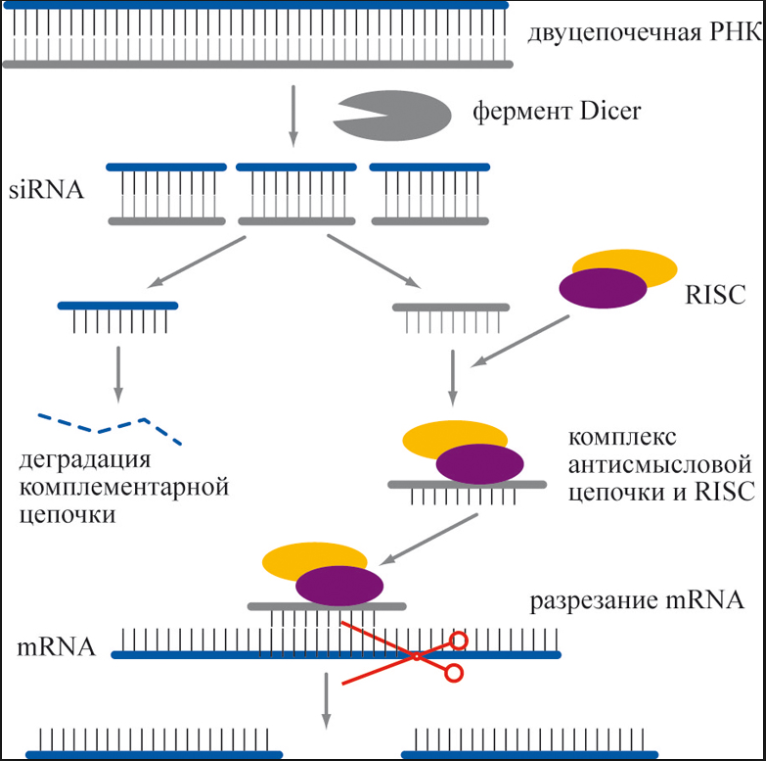 двуцепочечная РНК
фермент Dicer
siRNA
RISC
деградация
комплементарной
цепочки
комплекс
антисмысловой
цепочки и RISC
разрезание mRNA
mRNA